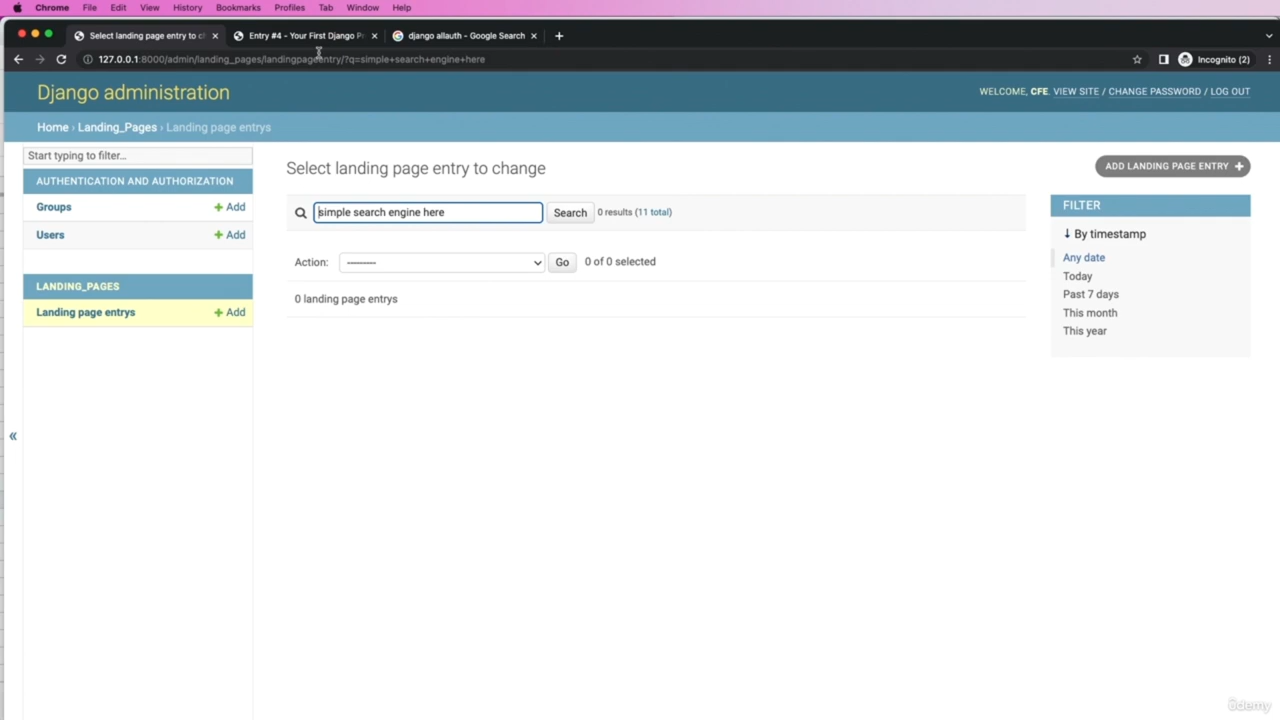 Chrome File Edit View History Bookmarks Profiles Tab Window Help
Select landing page entry to c
Entry #4 - Your First Django P
django allauth - Google Search
127.0.0.1:8000/admin/landing_pages/landingpageentry/?q=simple+search+engine+here
Incognito (2)
Django administration
WELCOME, CFE. VIEW SITE / CHANGE PASSWORD / LOG OUT
Home › Landing_Pages › Landing page entrys
Start typing to filter...
AUTHENTICATION AND AUTHORIZATION
Groups + Add
Users + Add
LANDING_PAGES
Landing page entrys + Add
«
Select landing page entry to change
ADD LANDING PAGE ENTRY +
simple search engine here Search 0 results (11 total)
Action: --------- Go 0 of 0 selected
0 landing page entrys
FILTER
↓ By timestamp
Any date
Today
Past 7 days
This month
This year
ûdemy